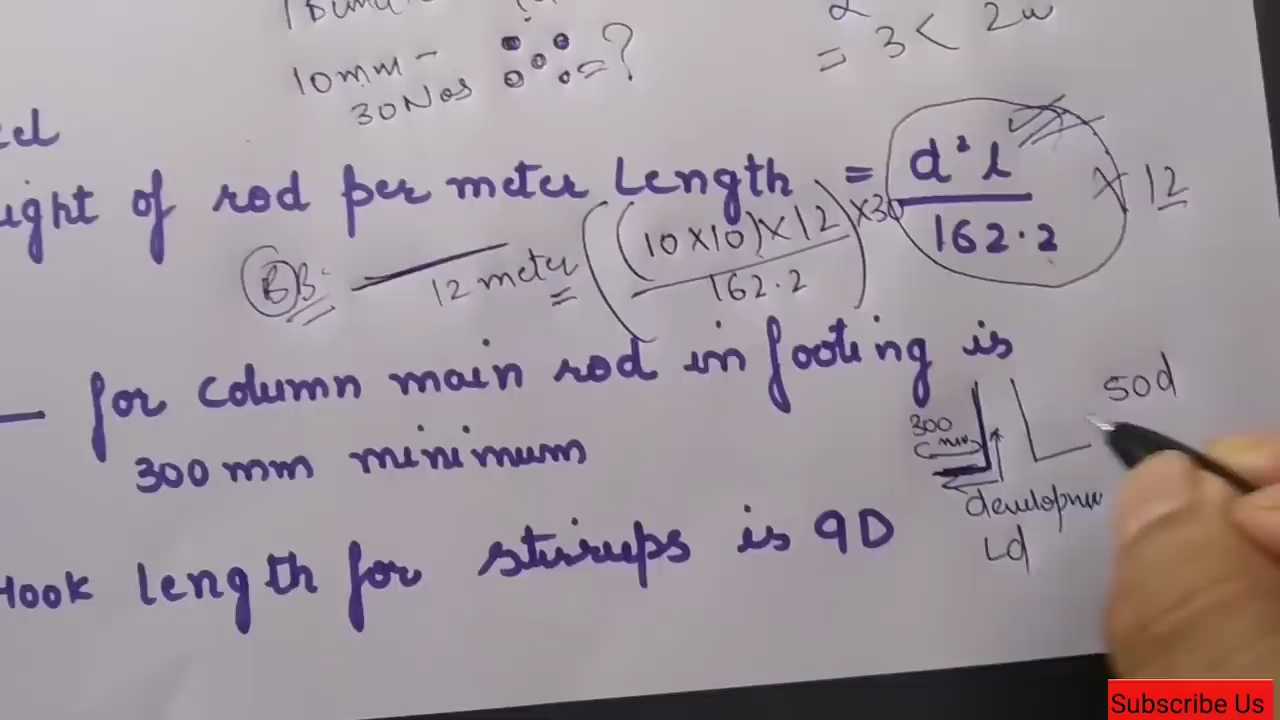 10mm -
30Nos = ?
= 3 < 2w
ight of rod per meter Length = d² l / 162.2 × 12
BB: 12 meter = ((10×10)×12 / 162.2) ×30
for column main rod in footing is
300 mm minimum
300
50d
Ld
Hook length for stirrups is 9D
Subscribe Us